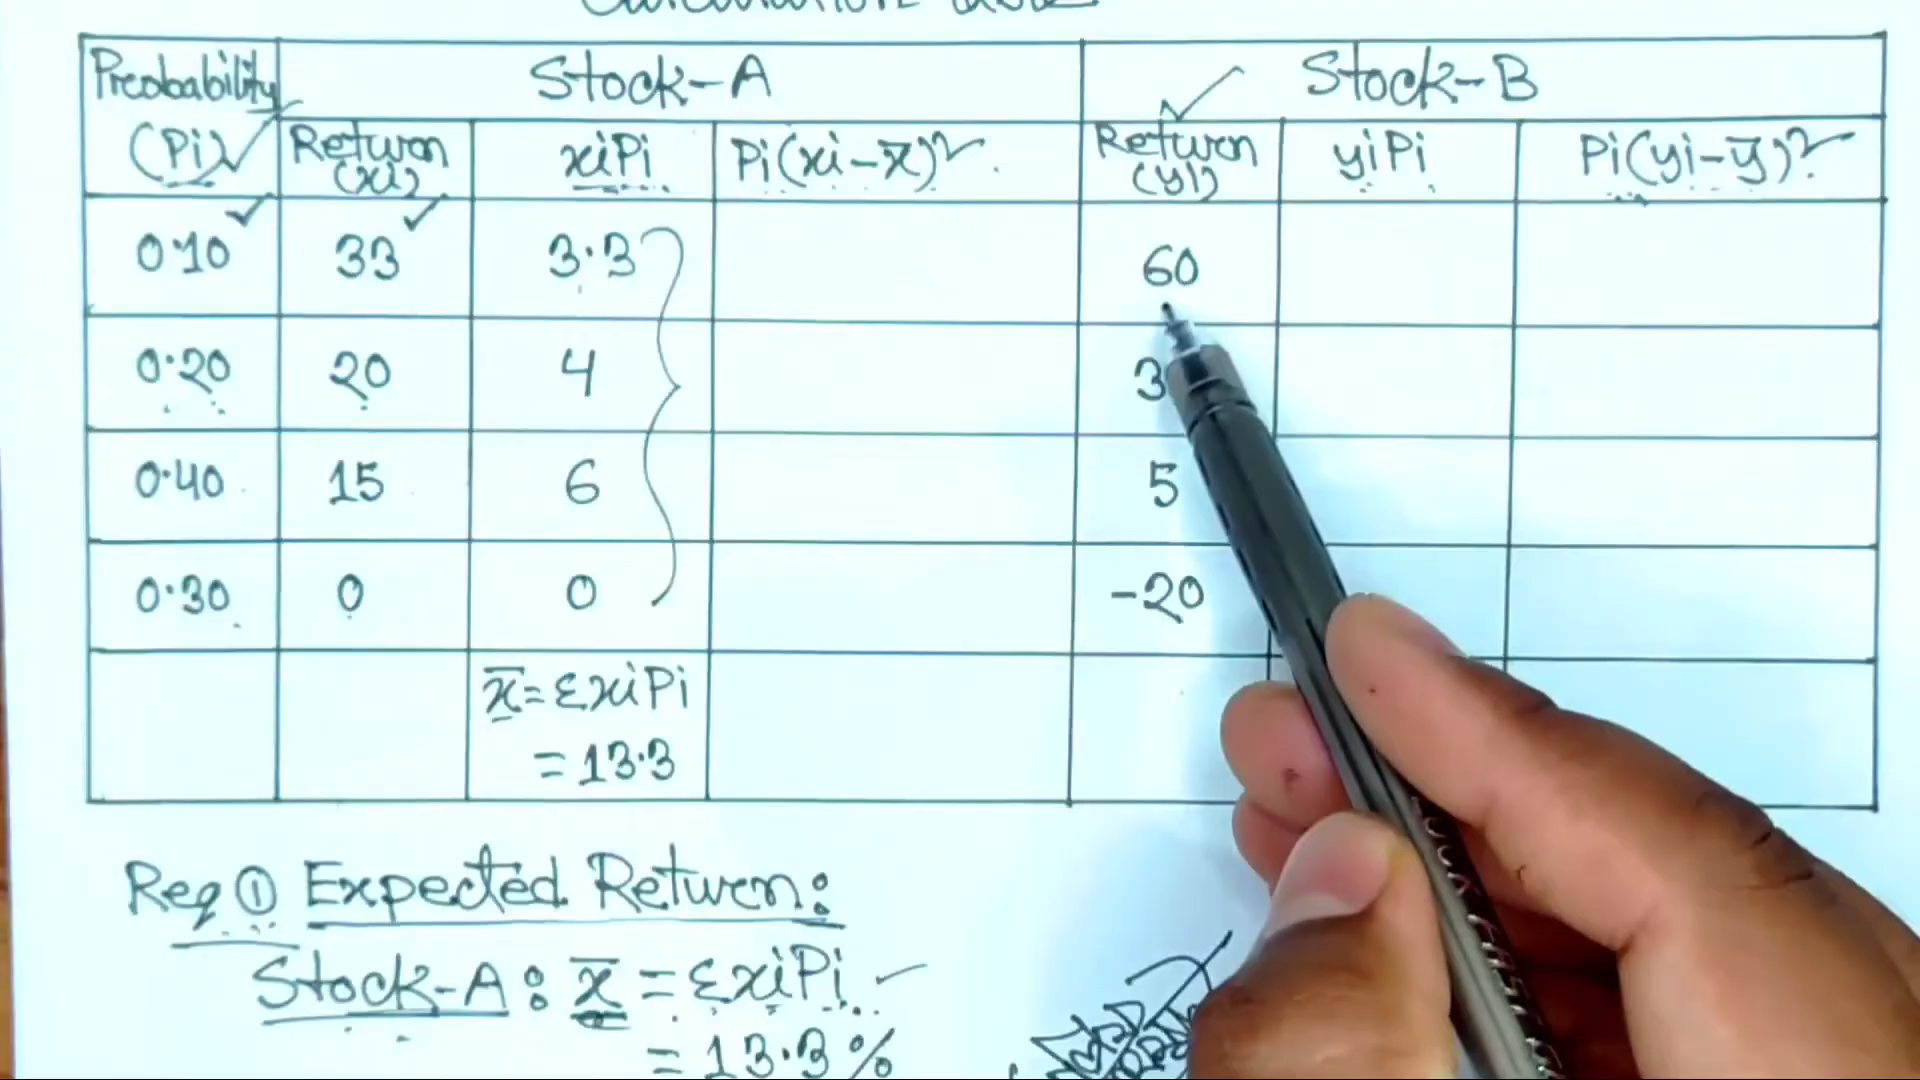 Precobability Stock-A Stock-B
(Pi) Return (xi) xiPi Pi(xi-x̄)² Return (yi) yiPi Pi(yi-ȳ)²
0.10 33 3.3 60
0.20 20 4 3
0.40 15 6 5
0.30 0 0 -20
x̄ = ΣxiPi
= 13.3
Req ① Expected Return:
Stock-A: x̄ = ΣxiPi
= 13.3%